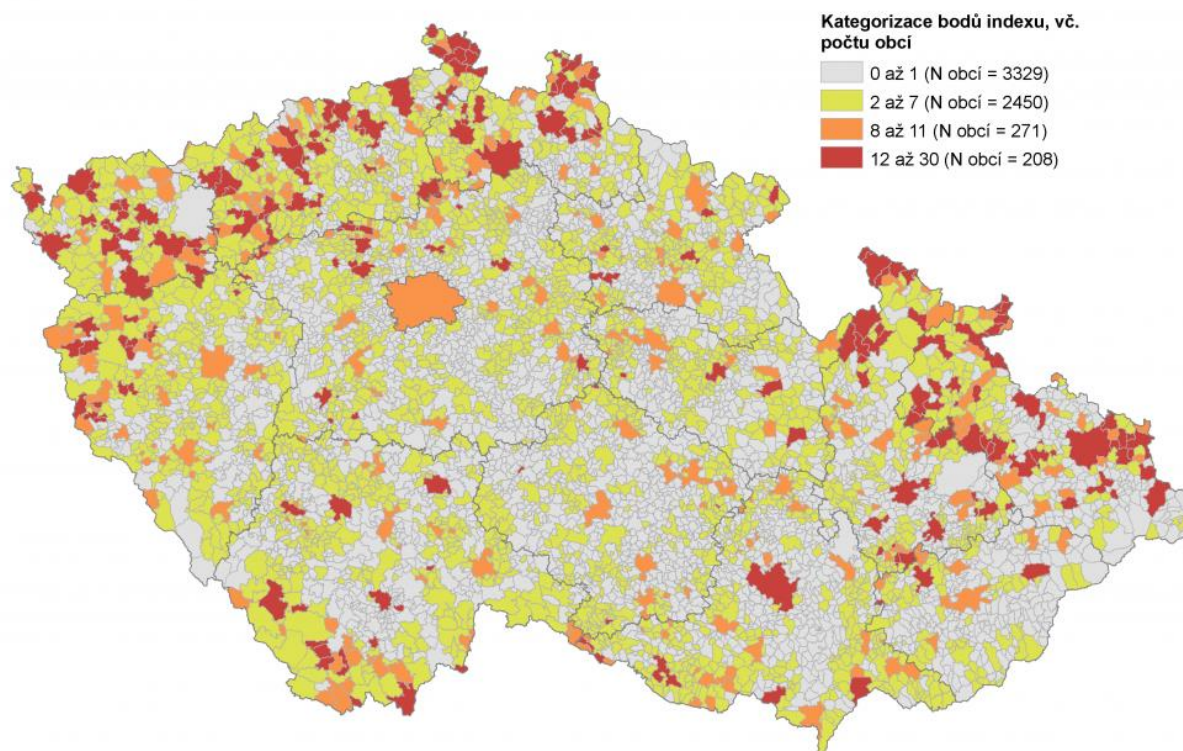 Kategorizace bodů indexu, vč.
počtu obcí
0 až 1 (N obcí = 3329)
2 až 7 (N obcí = 2450)
8 až 11 (N obcí = 271)
12 až 30 (N obcí = 208)